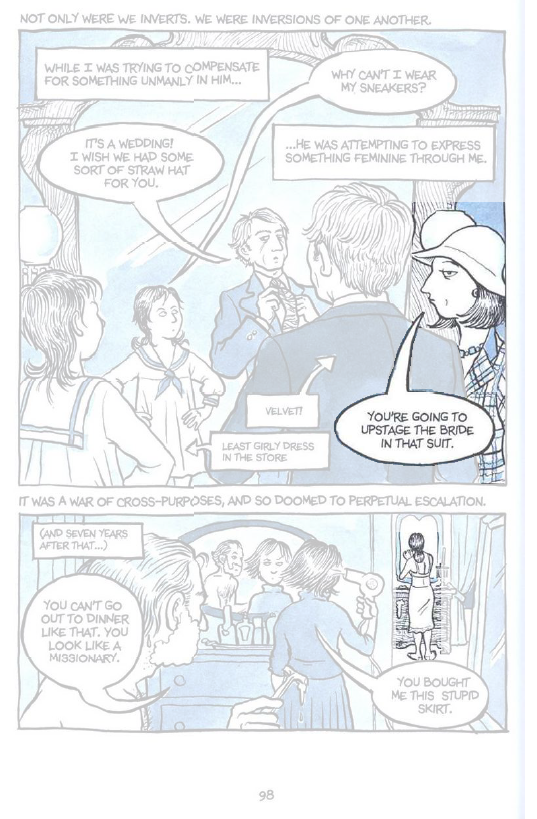 NOT ONLY WERE WE INVERTS. WE WERE INVERSIONS OF ONE ANOTHER.
WHILE I WAS TRYING TO COMPENSATE
FOR SOMETHING UNMANLY IN HIM...
WHY CAN'T I WEAR
MY SNEAKERS?
IT'S A WEDDING!
I WISH WE HAD SOME
SORT OF STRAW HAT
FOR YOU.
...HE WAS ATTEMPTING TO EXPRESS
SOMETHING FEMININE THROUGH ME.
VELVET!
LEAST GIRLY DRESS
IN THE STORE
YOU'RE GOING TO
UPSTAGE THE BRIDE
IN THAT SUIT.
IT WAS A WAR OF CROSS-PURPOSES, AND SO DOOMED TO PERPETUAL ESCALATION.
(AND SEVEN YEARS
AFTER THAT...)
YOU CAN'T GO
OUT TO DINNER
LIKE THAT. YOU
LOOK LIKE A
MISSIONARY.
YOU BOUGHT
ME THIS STUPID
SKIRT.
98